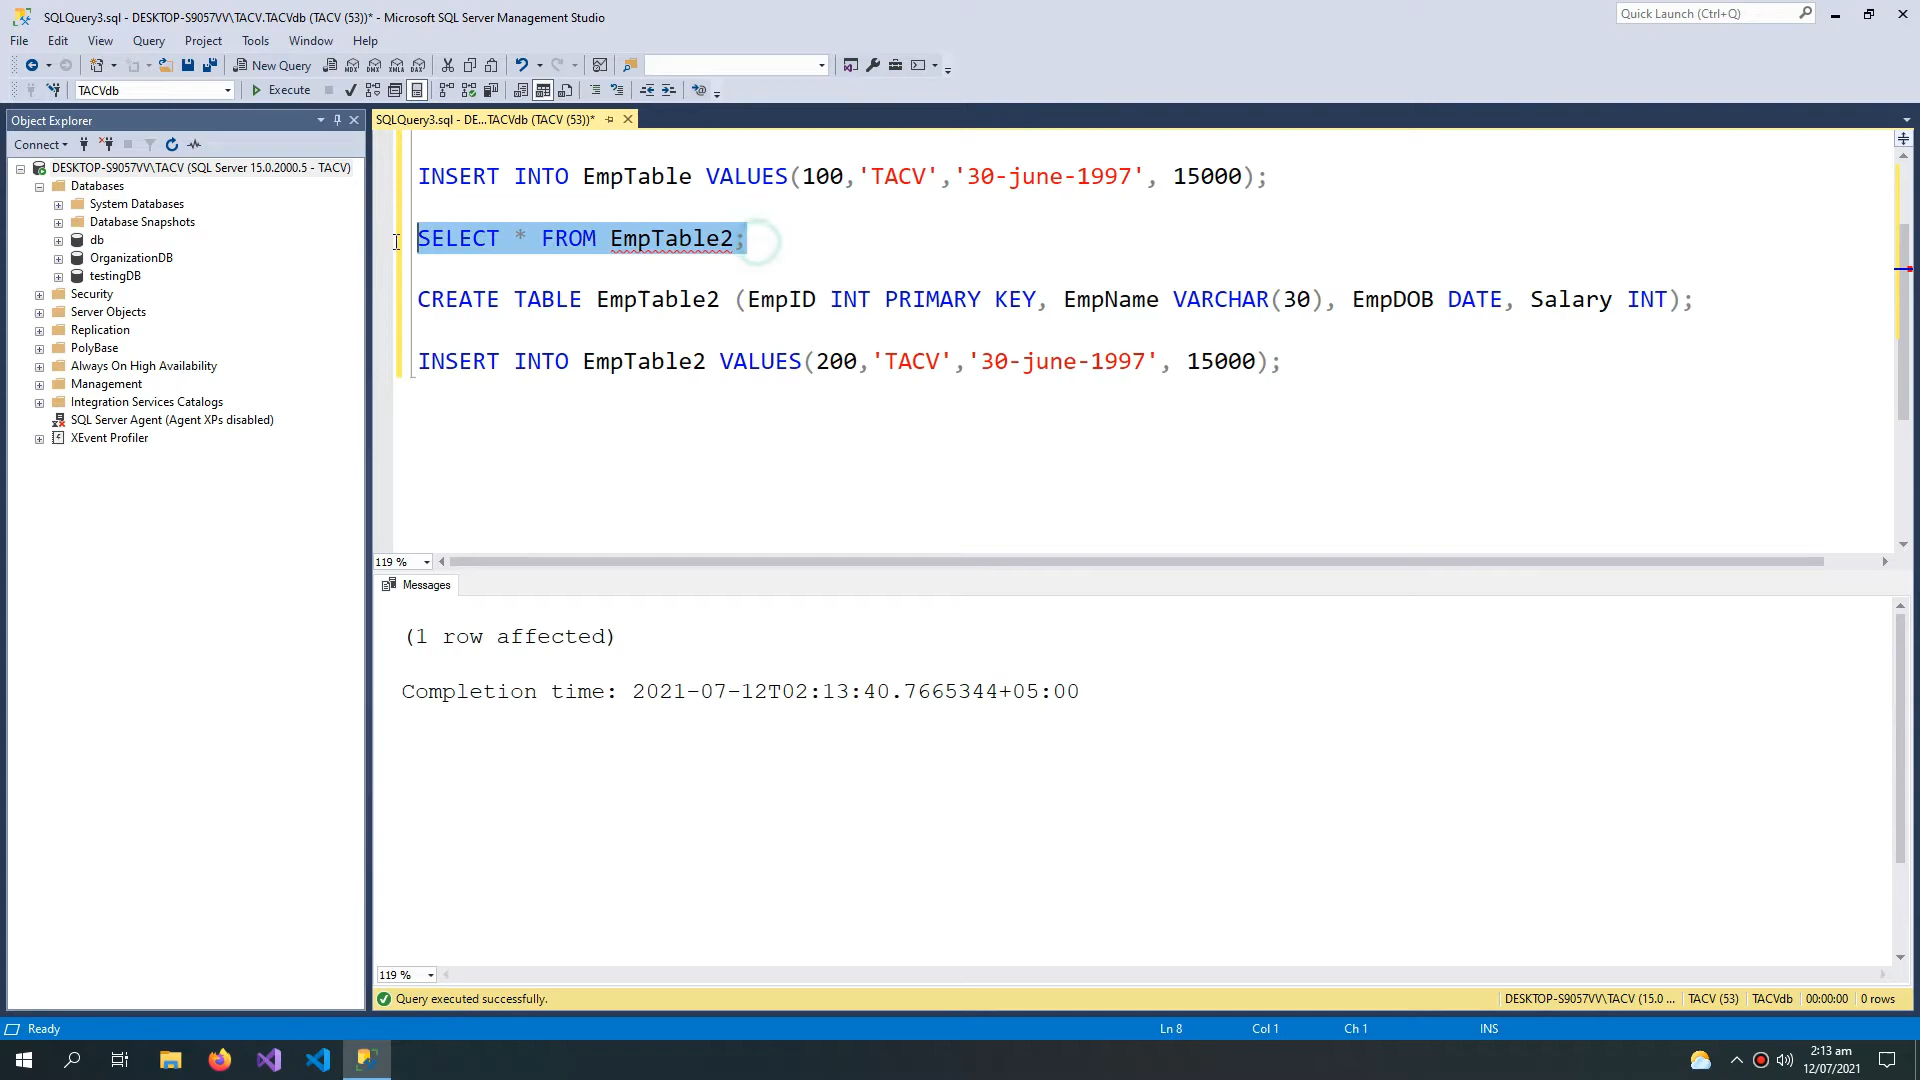 SQLQuery3.sql - DESKTOP-S9057VV\TACV.TACVdb (TACV (53))* - Microsoft SQL Server Management Studio
Quick Launch (Ctrl+Q)
File Edit View Query Project Tools Window Help
New Query
TACVdb
Execute
Object Explorer
Connect
DESKTOP-S9057VV\TACV (SQL Server 15.0.2000.5 - TACV)
Databases
System Databases
Database Snapshots
db
OrganizationDB
testingDB
Security
Server Objects
Replication
PolyBase
Always On High Availability
Management
Integration Services Catalogs
SQL Server Agent (Agent XPs disabled)
XEvent Profiler
SQLQuery3.sql - DE...TACVdb (TACV (53))*
INSERT INTO EmpTable VALUES(100,'TACV','30-june-1997', 15000);
SELECT * FROM EmpTable2;
CREATE TABLE EmpTable2 (EmpID INT PRIMARY KEY, EmpName VARCHAR(30), EmpDOB DATE, Salary INT);
INSERT INTO EmpTable2 VALUES(200,'TACV','30-june-1997', 15000);
119 %
Messages
(1 row affected)
Completion time: 2021-07-12T02:13:40.7665344+05:00
119 %
Query executed successfully.
DESKTOP-S9057VV\TACV (15.0 ... TACV (53) TACVdb 00:00:00 0 rows
Ready
Ln 8 Col 1 Ch 1 INS
2:13 am
12/07/2021